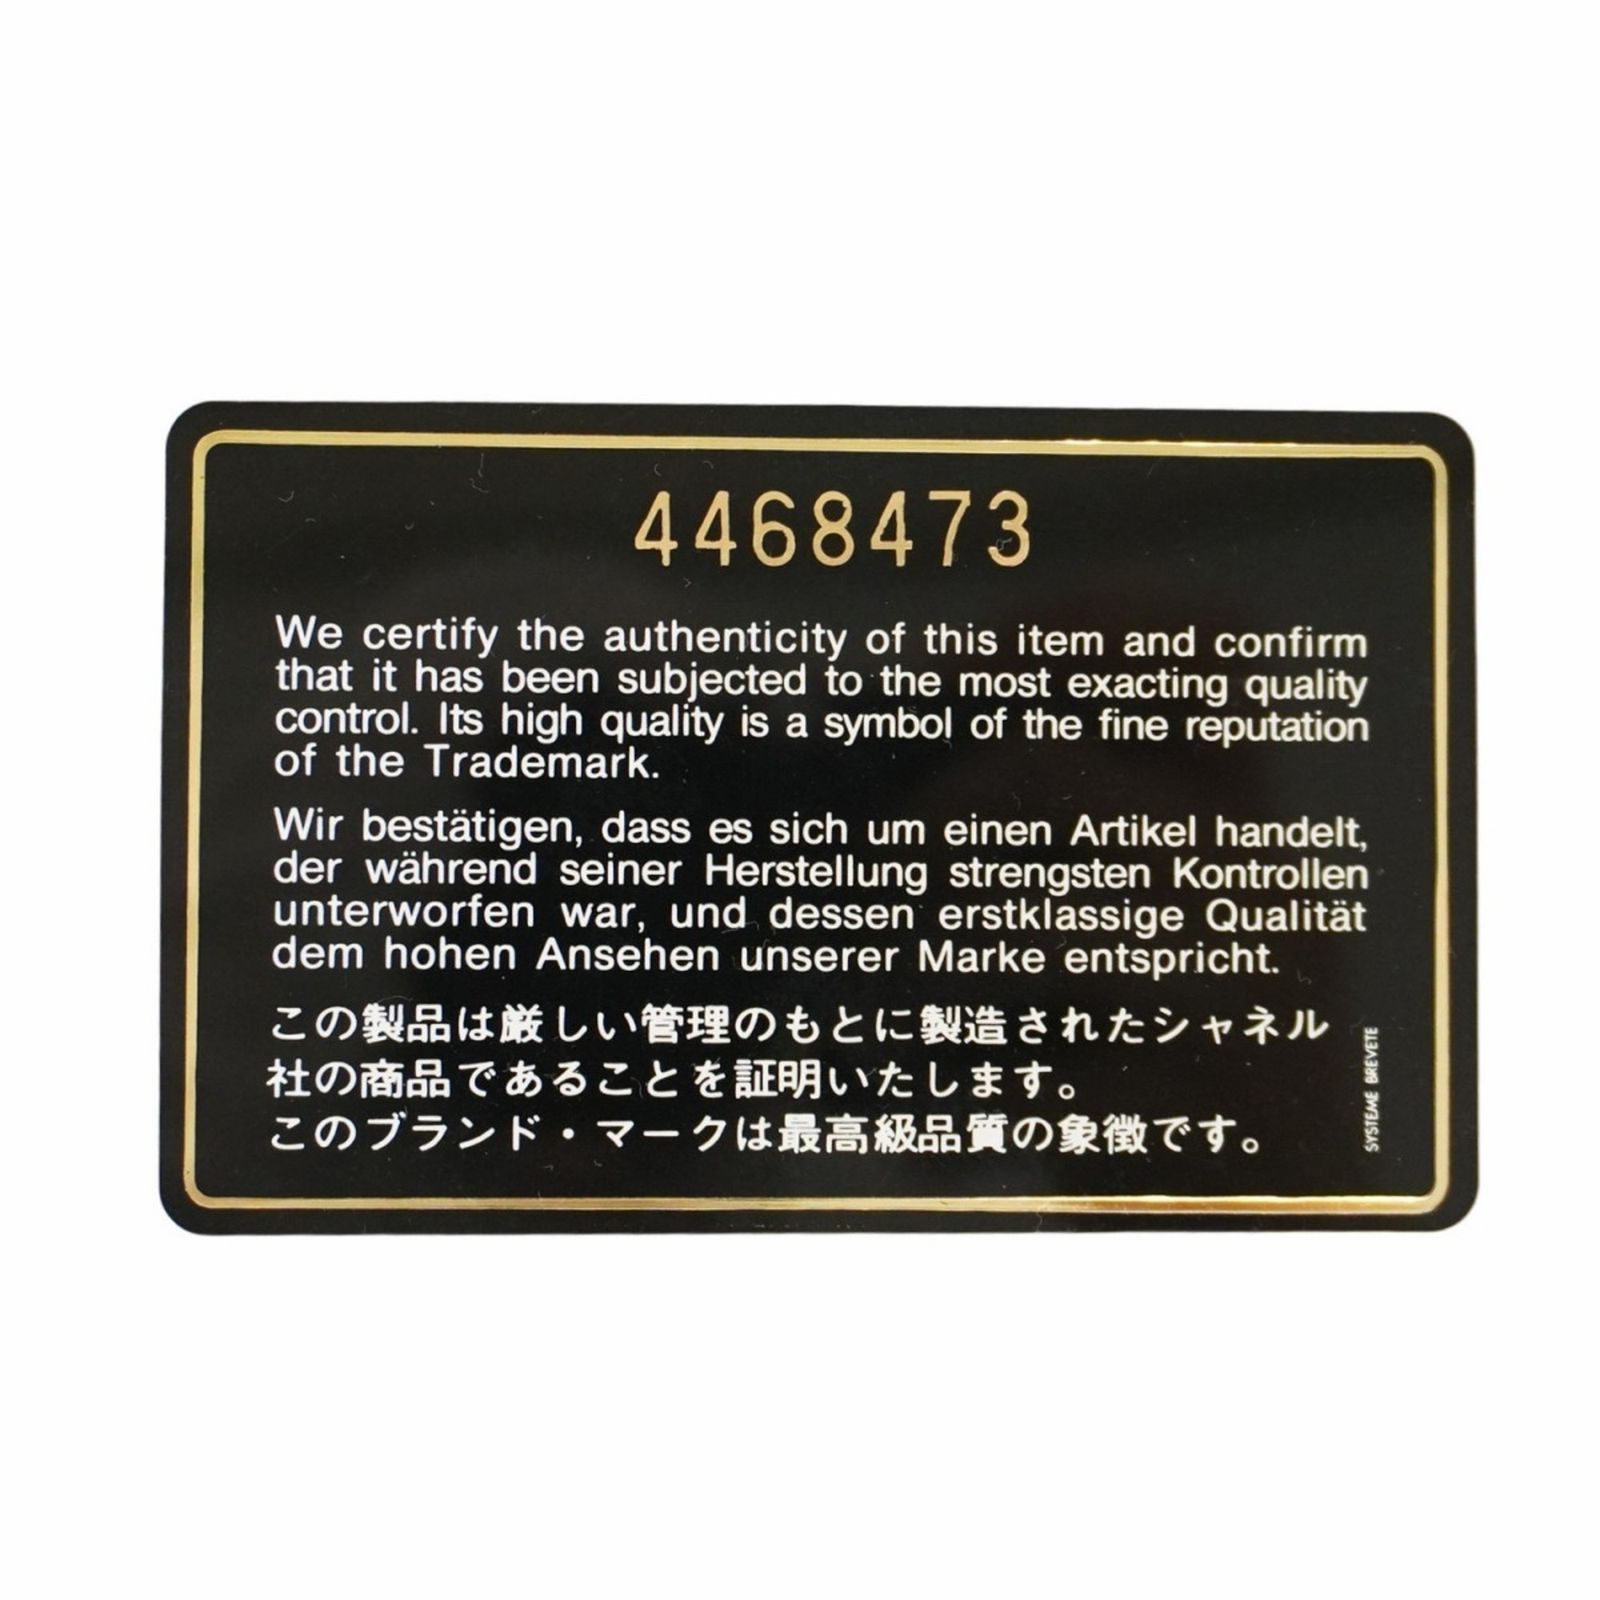 4468473
We certify the authenticity of this item and confirm
that it has been subjected to the most exacting quality
control. Its high quality is a symbol of the fine reputation
of the Trademark.
Wir bestätigen, dass es sich um einen Artikel handelt,
der während seiner Herstellung strengsten Kontrollen
unterworfen war, und dessen erstklassige Qualität
dem hohen Ansehen unserer Marke entspricht.
この製品は厳しい管理のもとに製造されたシャネル
社の商品であることを証明いたします。
このブランド・マークは最高級品質の象徴です。
SYSTEME BREVETE